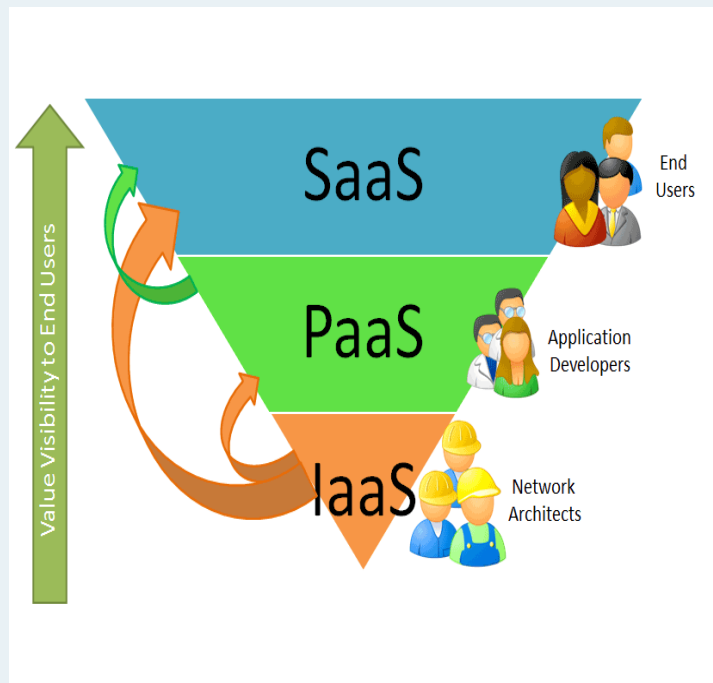 SaaS
End
Users
PaaS
Application
Developers
IaaS
Network
Architects
Value Visibility to End Users